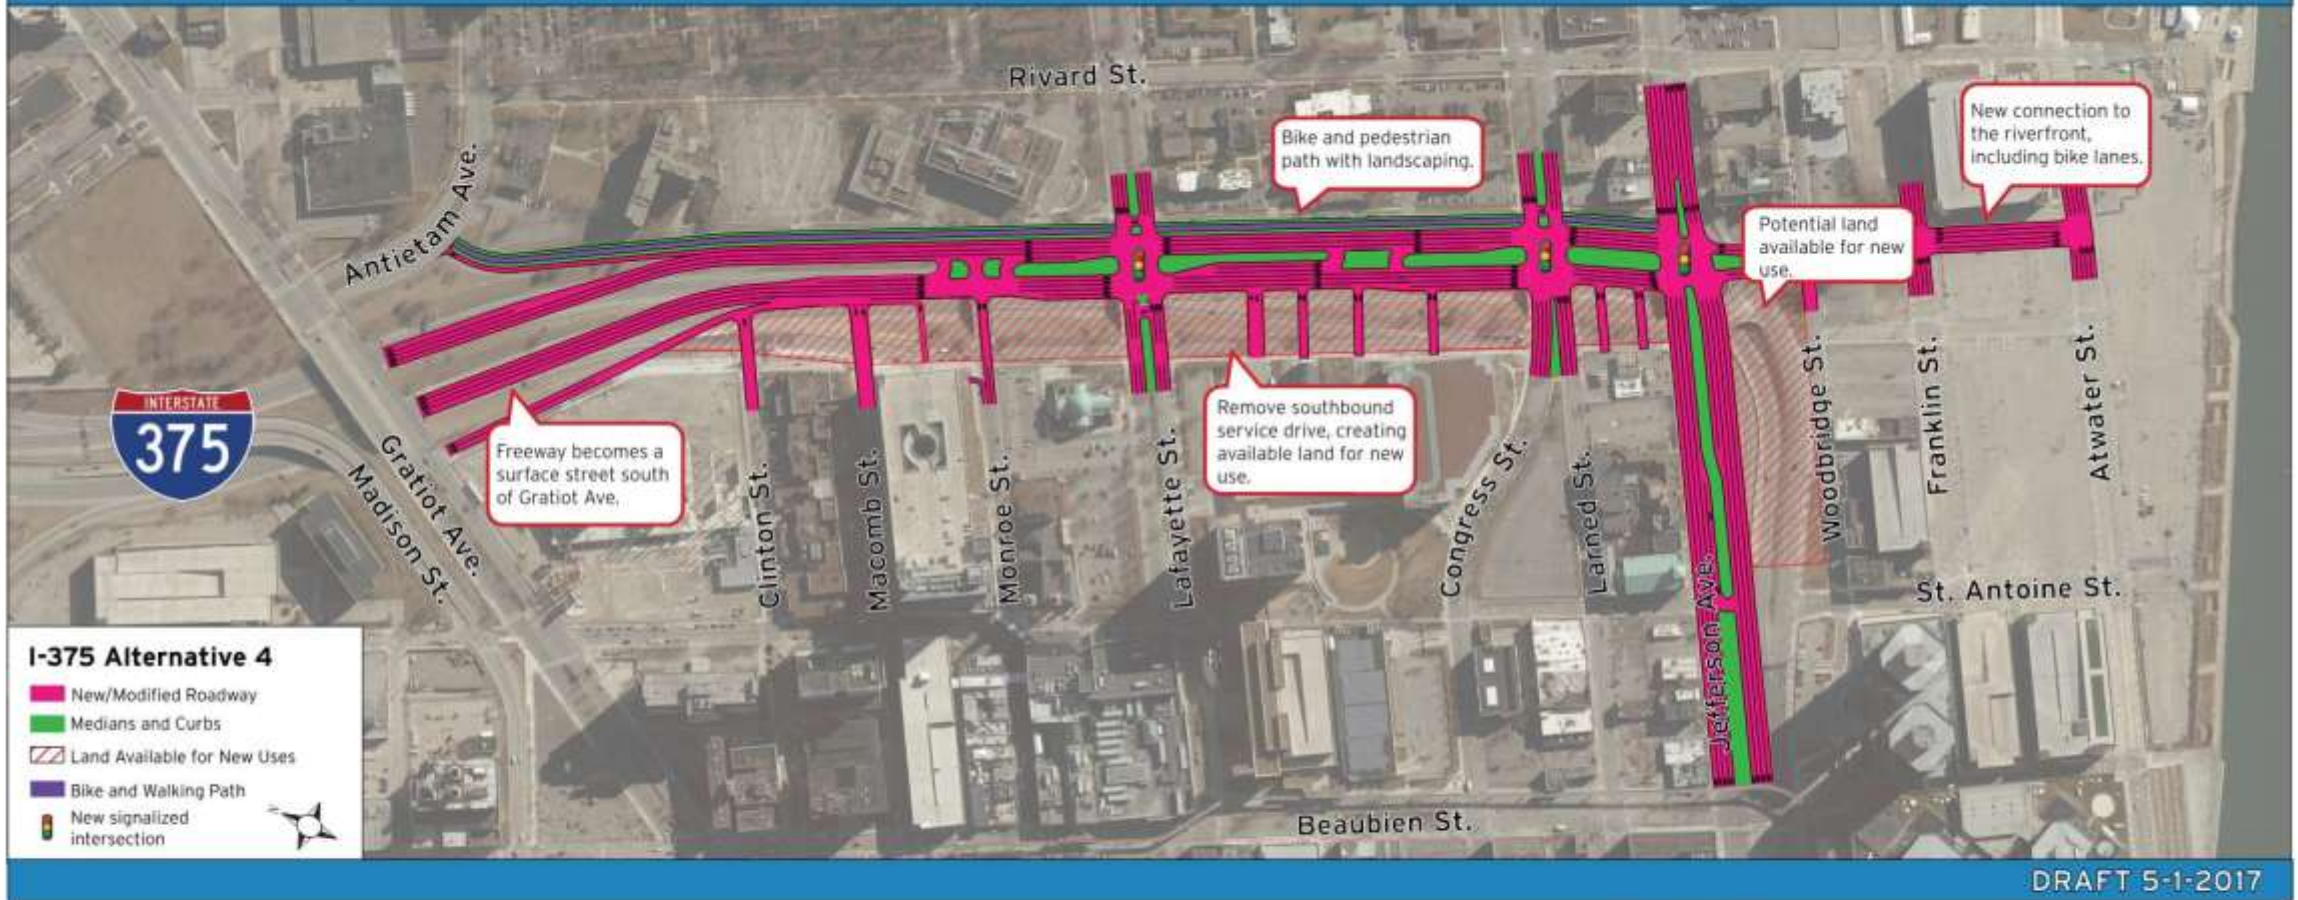 Rivard St.
Bike and pedestrian
path with landscaping.
New connection to
the riverfront,
including bike lanes.
Antietam Ave.
Potential land
available for new
use.
INTERSTATE
375
Freeway becomes a
surface street south
of Gratiot Ave.
Remove southbound
service drive, creating
available land for new
use.
Gratiot Ave.
Madison St.
Clinton St.
Macomb St.
Monroe St.
Lafayette St.
Congress St.
Larned St.
Jefferson Ave.
Woodbridge St.
Franklin St.
Atwater St.
St. Antoine St.
Beaubien St.
I-375 Alternative 4
New/Modified Roadway
Medians and Curbs
Land Available for New Uses
Bike and Walking Path
New signalized
intersection
DRAFT 5-1-2017